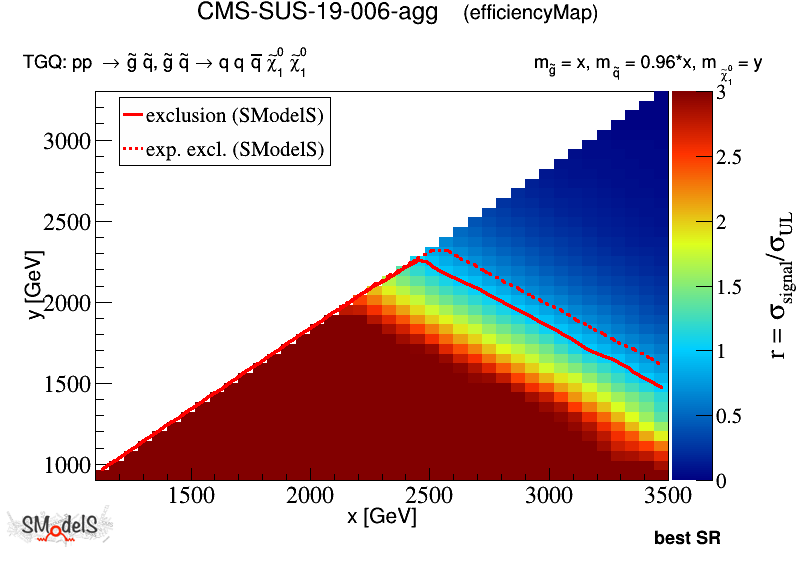 CMS-SUS-19-006-agg (efficiencyMap)
TGQ: pp → g̃ q̃, g̃ q̃ → q q q̅ χ̃⁰₁ χ̃⁰₁ m_g̃ = x, m_q̃ = 0.96*x, m_χ̃⁰₁ = y
exclusion (SModelS)
exp. excl. (SModelS)
3000
2500
2000
1500
1000
y [GeV]
1500 2000 2500 3000 3500
x [GeV]
3
2.5
2
1.5
1
0.5
0
r = σ_signal/σ_UL
SModelS
best SR